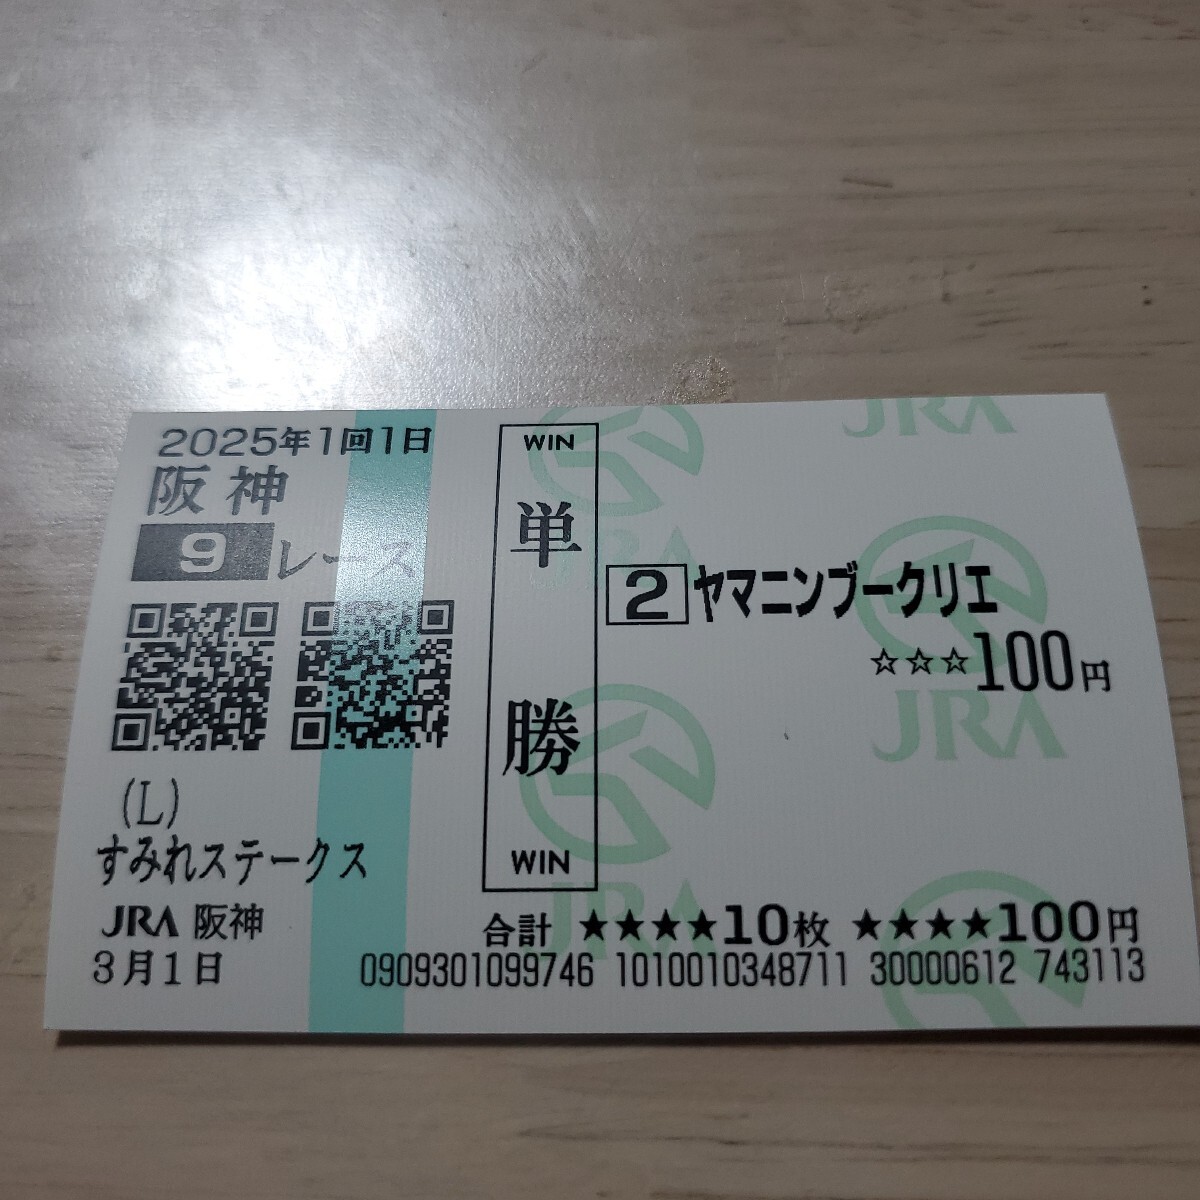 2025年1回1日
阪神
9レース
(L)
すみれステークス
JRA 阪神
3月1日
WIN
単
勝
WIN
2 ヤマニンブークリエ
☆☆☆100円
合計 ★★★★10枚 ★★★★100円
0909301099746 1010010348711 30000612 743113
JRA
JRA
JRA
JRA